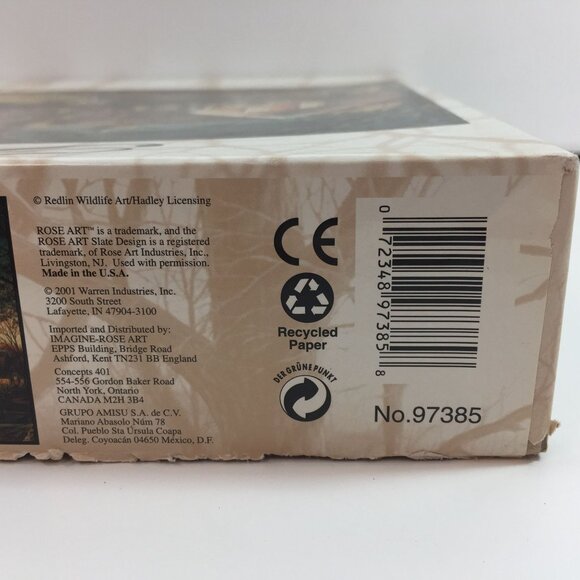 © Redlin Wildlife Art/Hadley Licensing
ROSE ART™ is a trademark, and the
ROSE ART Slate Design is a registered
trademark, of Rose Art Industries, Inc.,
Livingston, NJ. Used with permission.
Made in the U.S.A.
© 2001 Warren Industries, Inc.
3200 South Street
Lafayette, IN 47904-3100
Imported and Distributed by:
IMAGINE-ROSE ART
EPPS Building, Bridge Road
Ashford, Kent TN231 BB England
Concepts 401
554-556 Gordon Baker Road
North York, Ontario
CANADA M2H 3B4
GRUPO AMISU S.A. de C.V.
Mariano Abasolo Núm 78
Col. Pueblo Sta Úrsula Coapa
Deleg. Coyoacán 04650 México, D.F.
CE
Recycled
Paper
DER GRÜNE PUNKT
0 72348 97385 8
No.97385